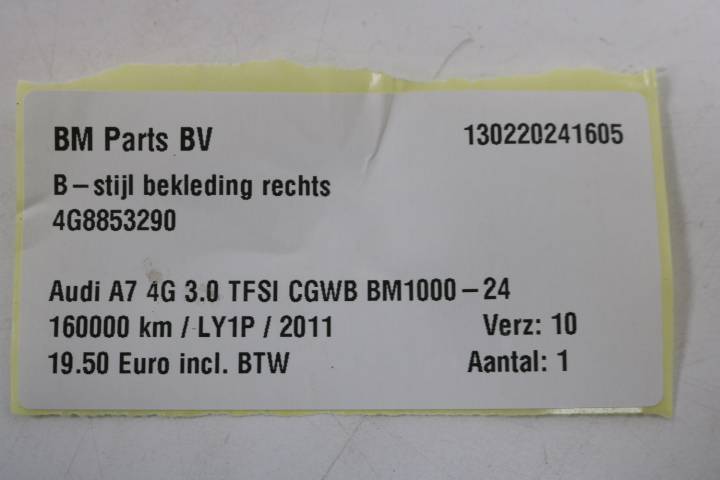 BM Parts BV 130220241605
B-stijl bekleding rechts
4G8853290
Audi A7 4G 3.0 TFSI CGWB BM1000-24
160000 km / LY1P / 2011 Verz: 10
19.50 Euro incl. BTW Aantal: 1